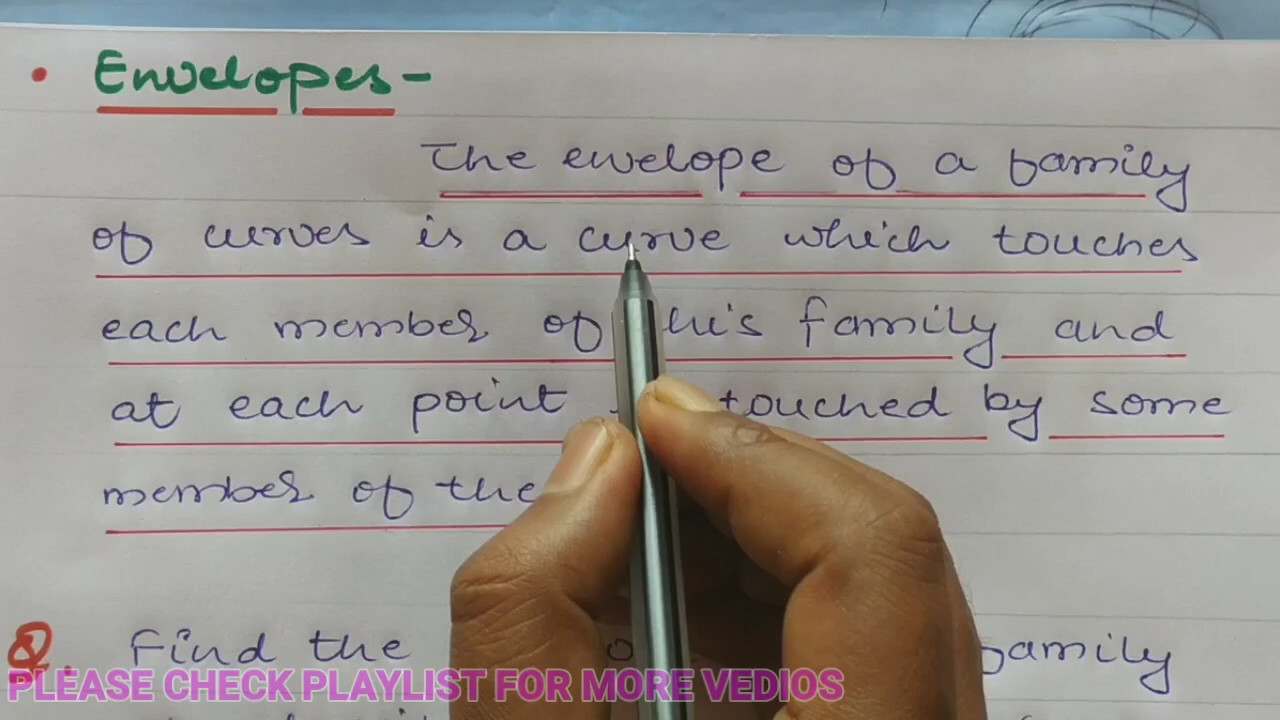 • Envelopes -
The envelope of a family
of curves is a curve which touches
each member of this family and
at each point touched by some
member of the
Q. Find the family
PLEASE CHECK PLAYLIST FOR MORE VEDIOS